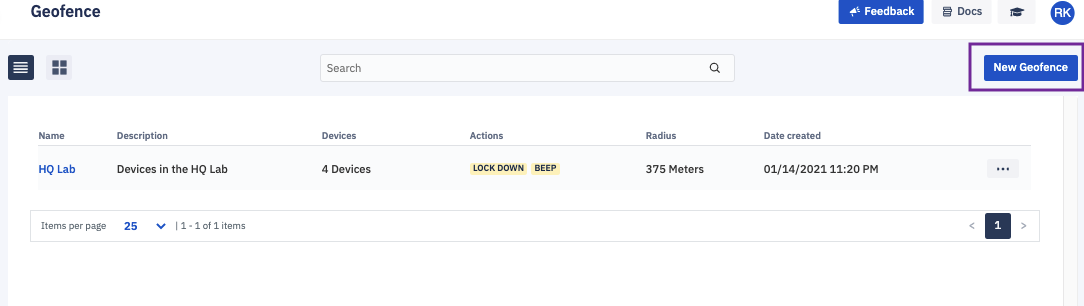 Geofence
Feedback
Docs
RK
Search
New Geofence
Name Description Devices Actions Radius Date created
HQ Lab Devices in the HQ Lab 4 Devices LOCK DOWN BEEP 375 Meters 01/14/2021 11:20 PM
Items per page 25 | 1 - 1 of 1 items < 1 >